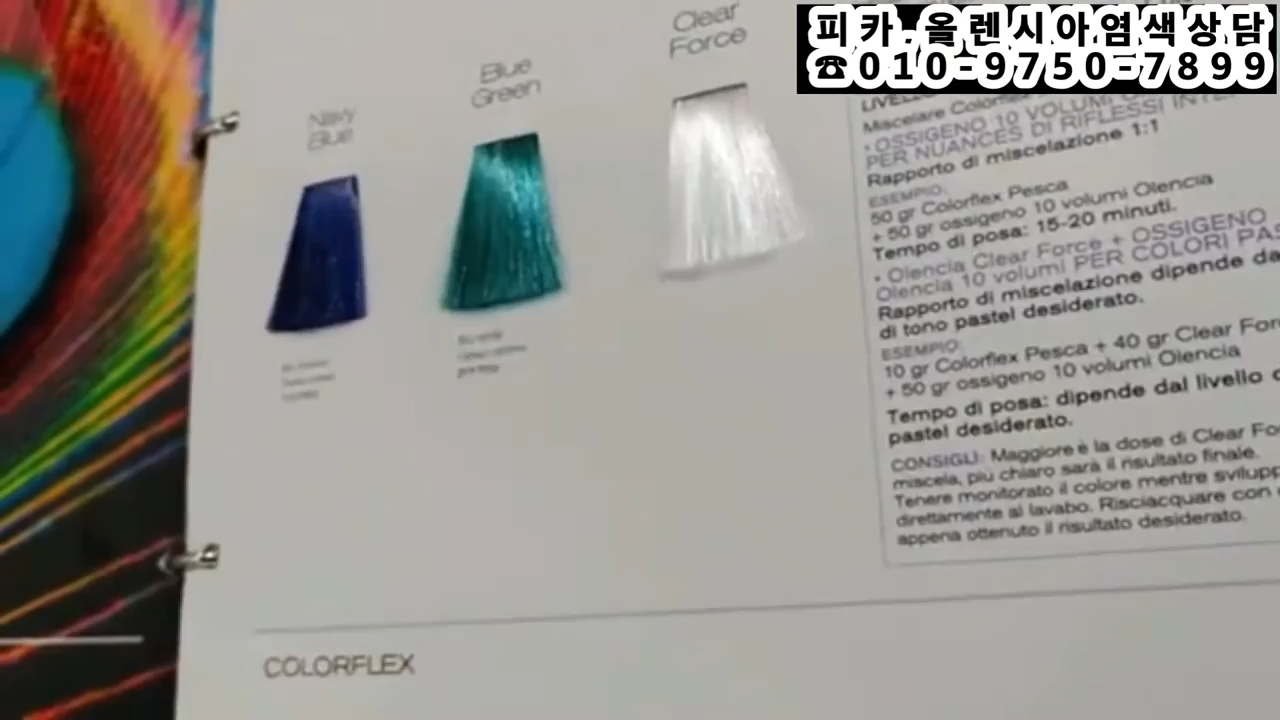 피카.올렌시아염색상담
☎010-9750-7899
Clear
Force
Blue
Green
Navy
Blue
LIVELLO
Miscelare Colorflex
• OSSIGENO 10 VOLUMI
PER NUANCES DI RIFLESSI
Rapporto di miscelazione 1:1
ESEMPIO:
50 gr Colorflex Pesca
+ 50 gr ossigeno 10 volumi Olencia
Tempo di posa: 15-20 minuti.
• Olencia Clear Force + OSSIGENO
Olencia 10 volumi PER COLORI
Rapporto di miscelazione dipende
di tono pastel desiderato.
ESEMPIO:
10 gr Colorflex Pesca + 40 gr Clear
+ 50 gr ossigeno 10 volumi Olencia
Tempo di posa: dipende dal livello
pastel desiderato.
CONSIGLI: Maggiore è la dose di Clear
miscela, più chiaro sarà il risultato finale.
Tenere monitorato il colore mentre
direttamente al lavabo. Risciacquare con
appena ottenuto il risultato desiderato.
COLORFLEX